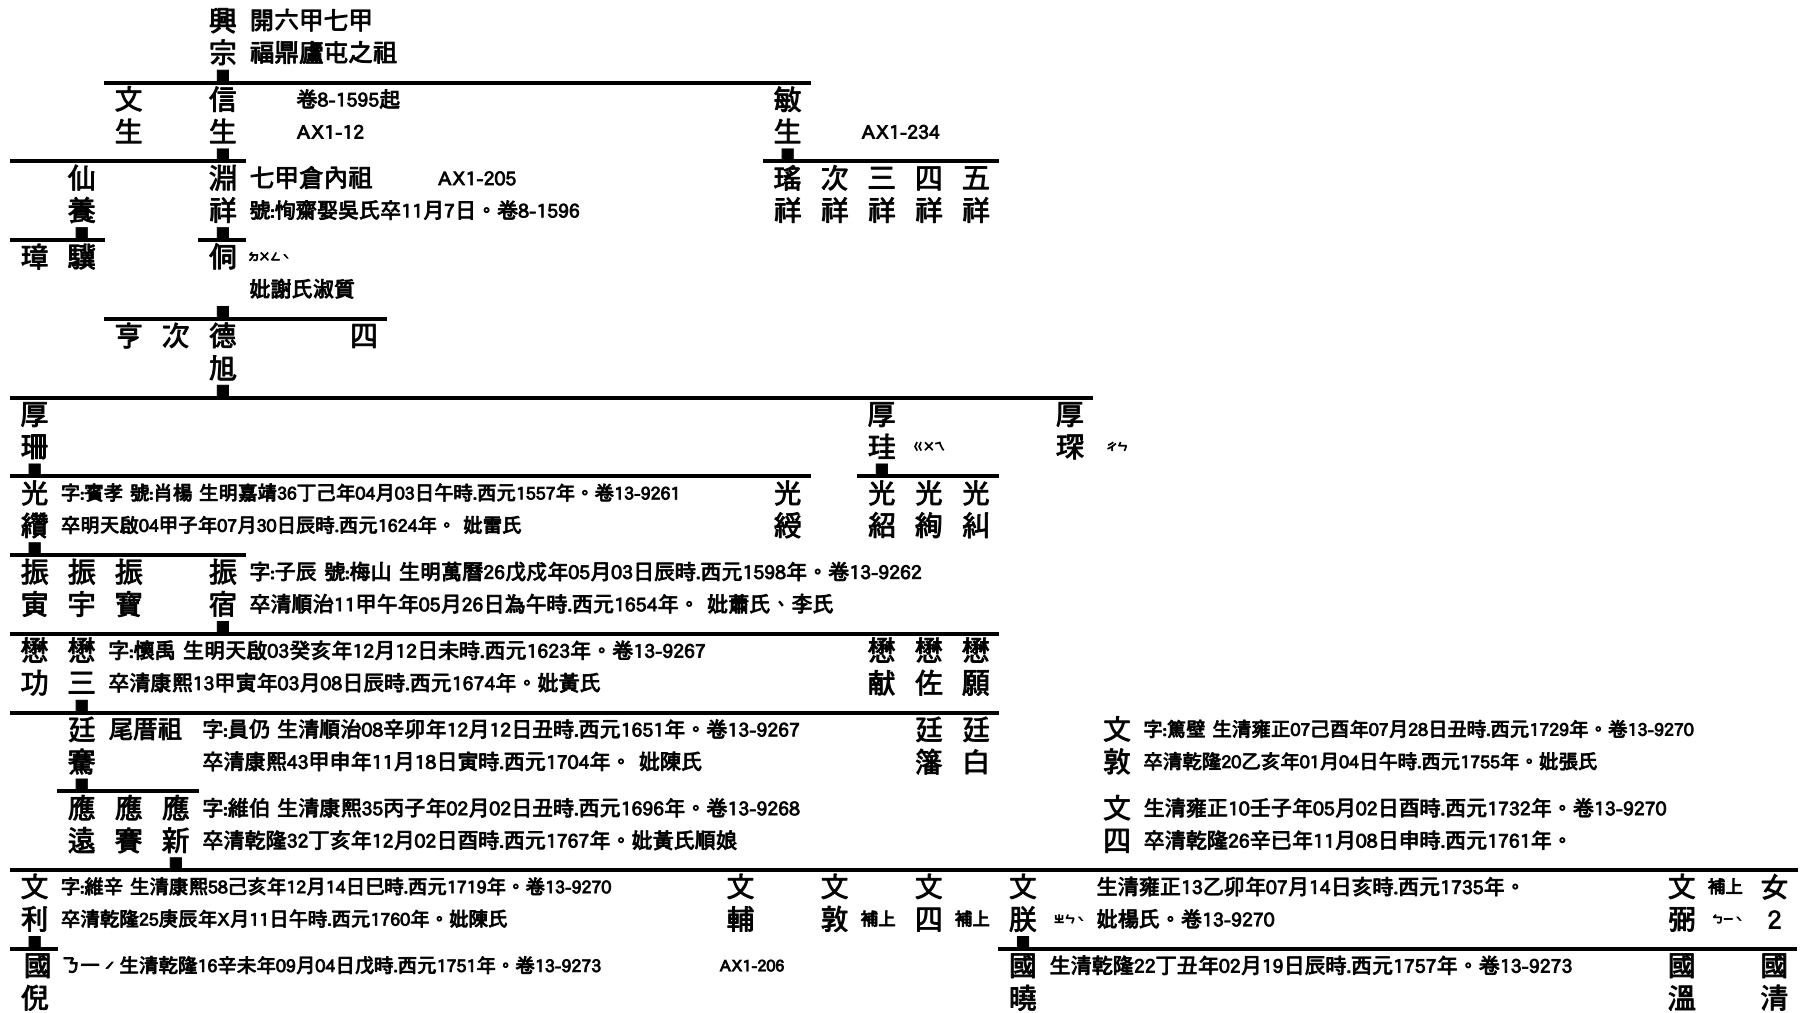 興 開六甲七甲
宗 福鼎廬屯之祖
文 信 卷8-1595起 敏
生 生 AX1-12 生 AX1-234
仙 淵 七甲倉內祖 AX1-205 瑤 次 三 四 五
養 祥 號:恂齋娶吳氏卒11月7日。卷8-1596 祥 祥 祥 祥 祥
璋 驥 侗 ㄉㄨㄥˋ
妣謝氏淑質
亨 次 德 四
旭
厚 厚 厚
珊 珪 ㄍㄨㄟ 琛 ㄔㄣ
光 字:賓孝 號:肖楊 生明嘉靖36丁己年04月03日午時.西元1557年。卷13-9261 光 光 光 光
纘 卒明天啟04甲子年07月30日辰時.西元1624年。 妣雷氏 綬 紹 絢 糾
振 振 振 振 字:子辰 號:梅山 生明萬曆26戊戍年05月03日辰時.西元1598年。卷13-9262
寅 宇 寶 宿 卒清順治11甲午年05月26日為午時.西元1654年。 妣蕭氏、李氏
懋 懋 字:懷禹 生明天啟03癸亥年12月12日未時.西元1623年。卷13-9267 懋 懋 懋
功 三 卒清康熙13甲寅年03月08日辰時.西元1674年。妣黃氏 献 佐 願
廷 尾厝祖 字:員仍 生清順治08辛卯年12月12日丑時.西元1651年。卷13-9267 廷 廷 文 字:篤壁 生清雍正07己酉年07月28日丑時.西元1729年。卷13-9270
騫 卒清康熙43甲申年11月18日寅時.西元1704年。 妣陳氏 藩 白 敦 卒清乾隆20乙亥年01月04日午時.西元1755年。妣張氏
應 應 應 字:維伯 生清康熙35丙子年02月02日丑時.西元1696年。卷13-9268 文 生清雍正10壬子年05月02日酉時.西元1732年。卷13-9270
遠 賽 新 卒清乾隆32丁亥年12月02日酉時.西元1767年。妣黃氏順娘 四 卒清乾隆26辛已年11月08日申時.西元1761年。
文 字:維辛 生清康熙58己亥年12月14日巳時.西元1719年。卷13-9270 文 文 文 文 生清雍正13乙卯年07月14日亥時.西元1735年。 文 補上 女
利 卒清乾隆25庚辰年X月11日午時.西元1760年。妣陳氏 輔 敦 補上 四 補上 朕 ㄓㄣˋ 妣楊氏。卷13-9270 弼 ㄅㄧˋ 2
國 ㄋㄧˊ 生清乾隆16辛未年09月04日戊時.西元1751年。卷13-9273 AX1-206 國 生清乾隆22丁丑年02月19日辰時.西元1757年。卷13-9273 國 國
倪 曉 溫 清